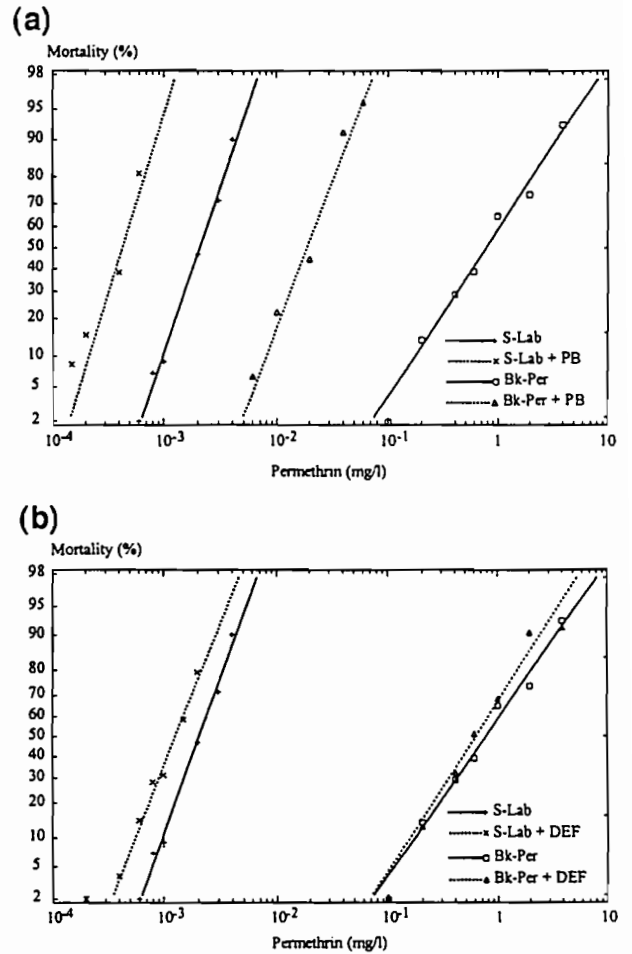 (a)
Mortality (%)
98
95
90
80
70
60
50
40
30
20
10
5
2
S-Lab
S-Lab + PB
Bk-Per
Bk-Per + PB
10-4 10-3 10-2 10-1 1 10
Permethrin (mg/l)
(b)
Mortality (%)
98
95
90
80
70
60
50
40
30
20
10
5
2
S-Lab
S-Lab + DEF
Bk-Per
Bk-Per + DEF
10-4 10-3 10-2 10-1 1 10
Permethrin (mg/l)